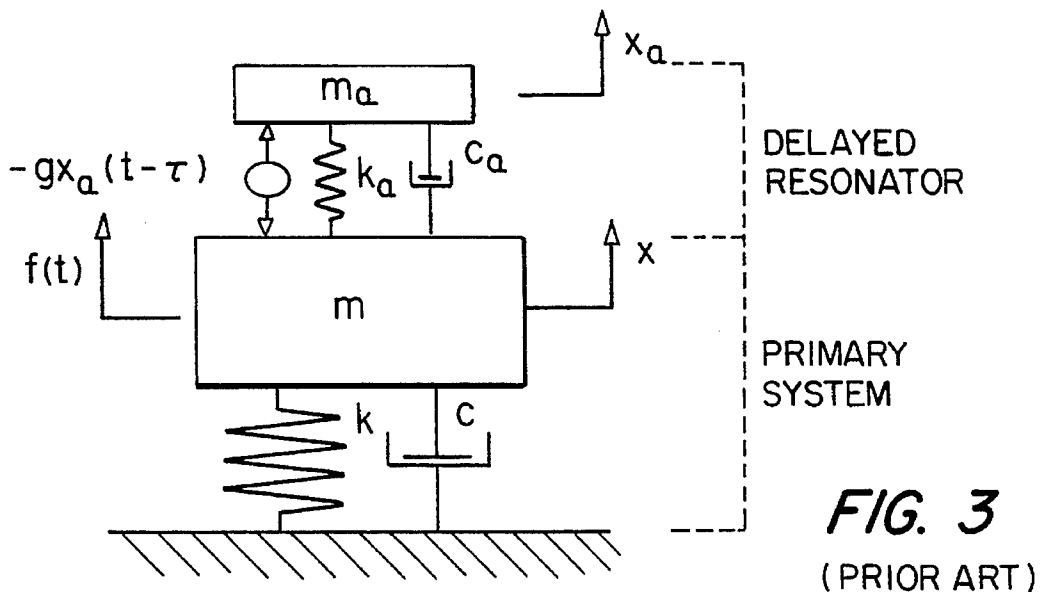 x_a
m_a
DELAYED
RESONATOR
-gx_a(t-τ)
k_a
c_a
f(t)
x
m
PRIMARY
SYSTEM
k
c
FIG. 3
(PRIOR ART)